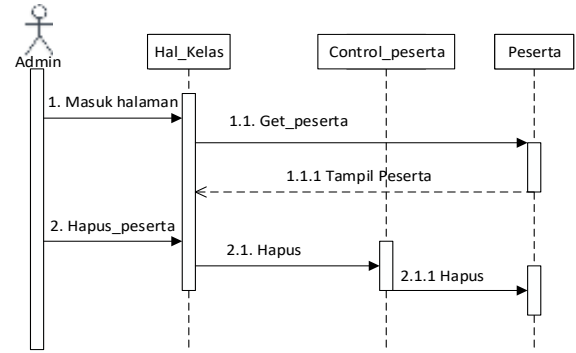 Admin
Hal_Kelas
Control_peserta
Peserta
1. Masuk halaman
1.1. Get_peserta
1.1.1 Tampil Peserta
2. Hapus_peserta
2.1. Hapus
2.1.1 Hapus